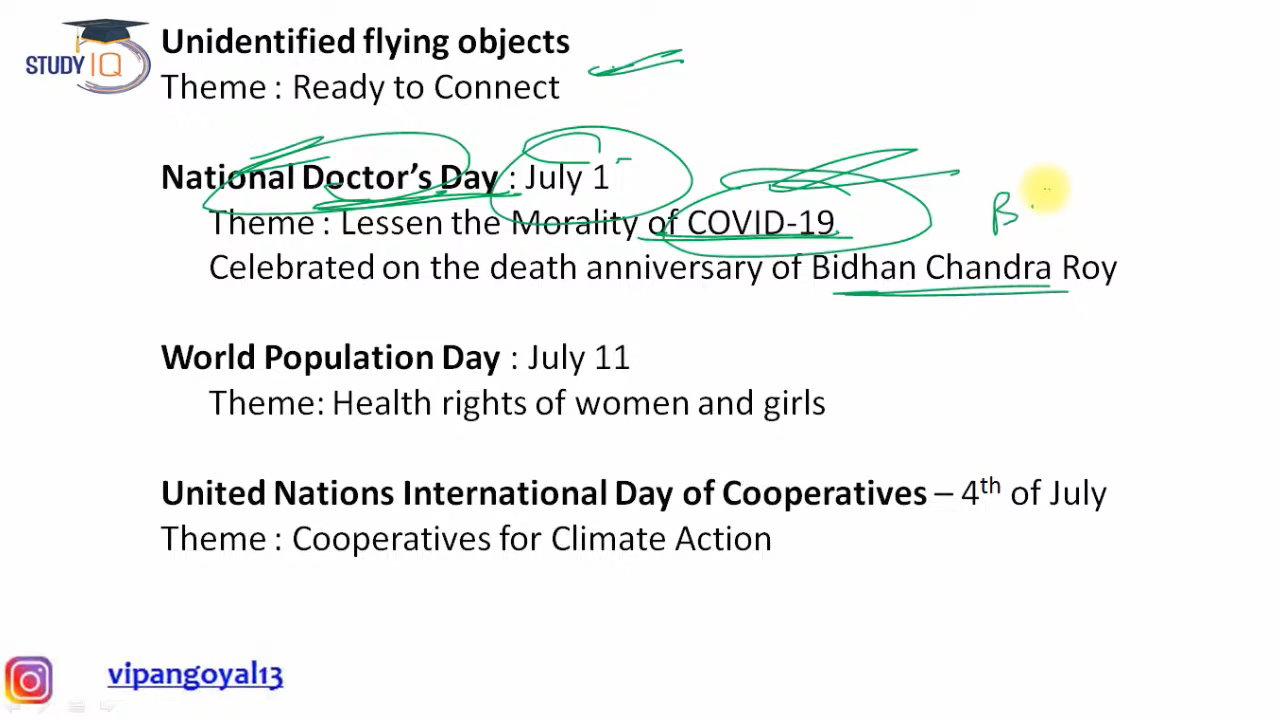 STUDY IQ
Unidentified flying objects
Theme : Ready to Connect
National Doctor's Day : July 1
Theme : Lessen the Morality of COVID-19
Celebrated on the death anniversary of Bidhan Chandra Roy
B
World Population Day : July 11
Theme: Health rights of women and girls
United Nations International Day of Cooperatives – 4th of July
Theme : Cooperatives for Climate Action
vipangoyal13